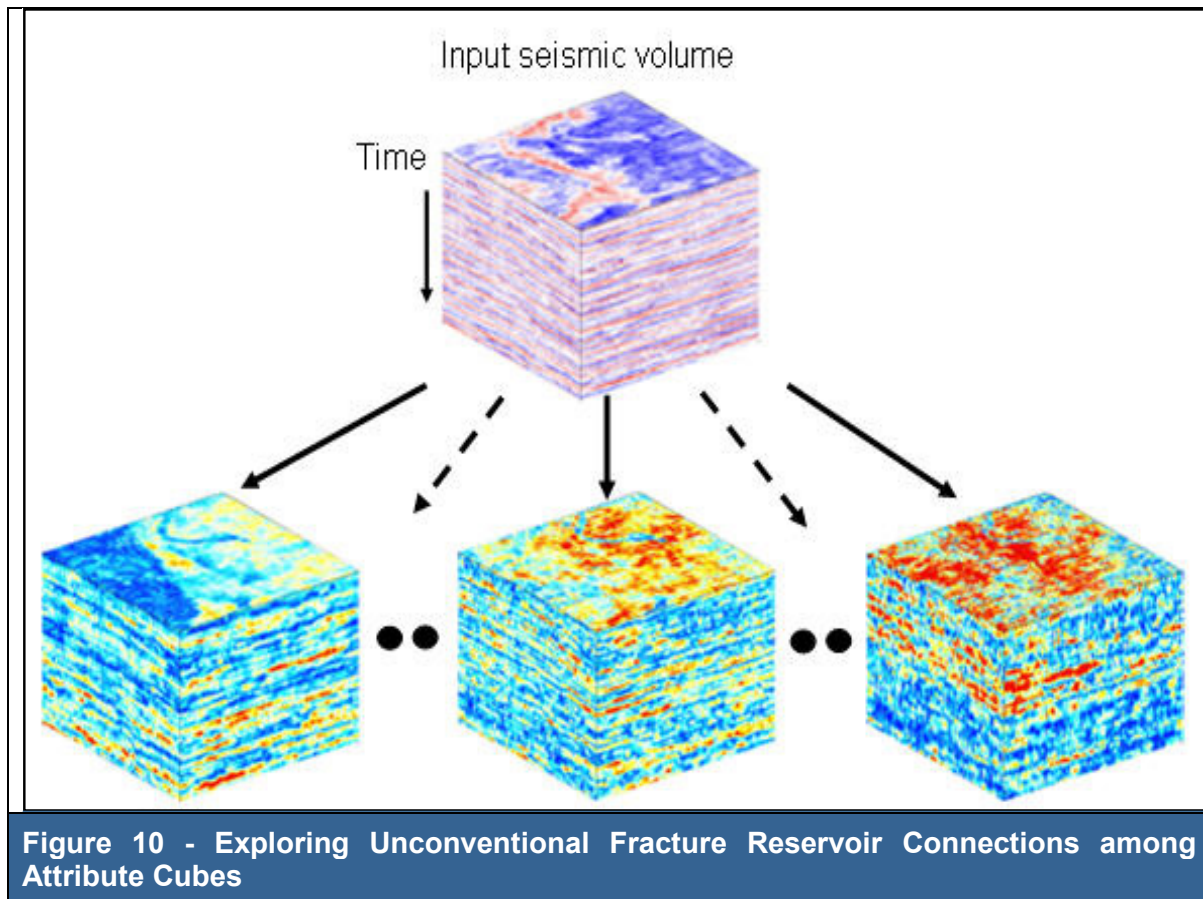 Input seismic volume
Time
Figure 10 - Exploring Unconventional Fracture Reservoir Connections among
Attribute Cubes